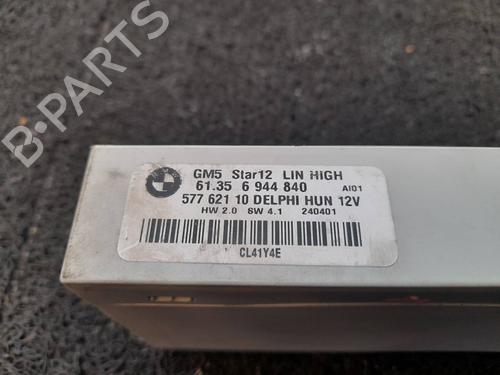 B-PARTS
BMW
GM5 Star12 LIN HIGH
61.35 6 944 840 AI01
577 621 10 DELPHI HUN 12V
HW 2.0 SW 4.1 240401
CL41Y4E